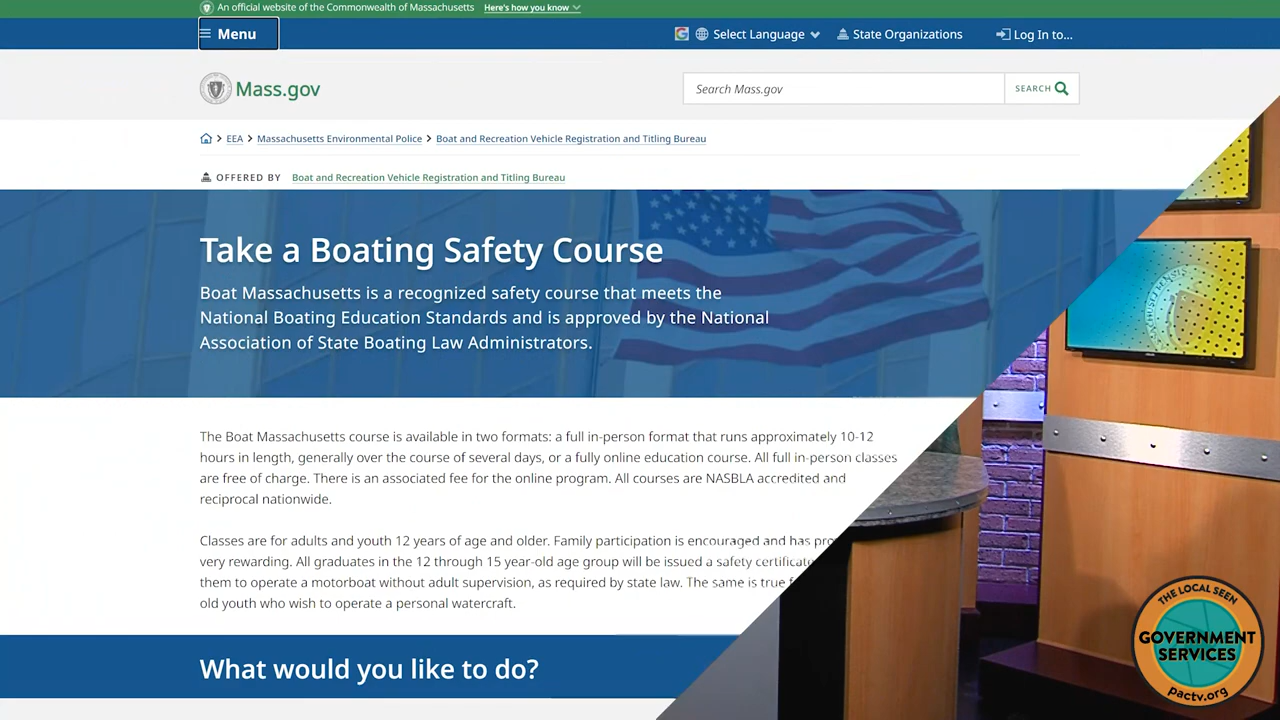 An official website of the Commonwealth of Massachusetts Here's how you know
Menu
Select Language
State Organizations
Log In to...
Mass.gov
Search Mass.gov
SEARCH
EEA
Massachusetts Environmental Police
Boat and Recreation Vehicle Registration and Titling Bureau
OFFERED BY Boat and Recreation Vehicle Registration and Titling Bureau
Take a Boating Safety Course
Boat Massachusetts is a recognized safety course that meets the
National Boating Education Standards and is approved by the National
Association of State Boating Law Administrators.
The Boat Massachusetts course is available in two formats: a full in-person format that runs approximately 10-12
hours in length, generally over the course of several days, or a fully online education course. All full in-person classes
are free of charge. There is an associated fee for the online program. All courses are NASBLA accredited and
reciprocal nationwide.
Classes are for adults and youth 12 years of age and older. Family participation is encouraged and has
very rewarding. All graduates in the 12 through 15 year-old age group will be issued a safety certificate
them to operate a motorboat without adult supervision, as required by state law. The same is true
old youth who wish to operate a personal watercraft.
What would you like to do?
THE LOCAL SEEN
GOVERNMENT
SERVICES
pactv.org